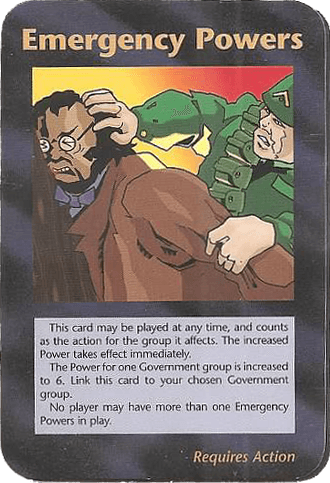 Emergency Powers
This card may be played at any time, and counts
as the action for the group it affects. The increased
Power takes effect immediately.
The Power for one Government group is increased
to 6. Link this card to your chosen Government
group.
No player may have more than one Emergency
Powers in play.
Requires Action